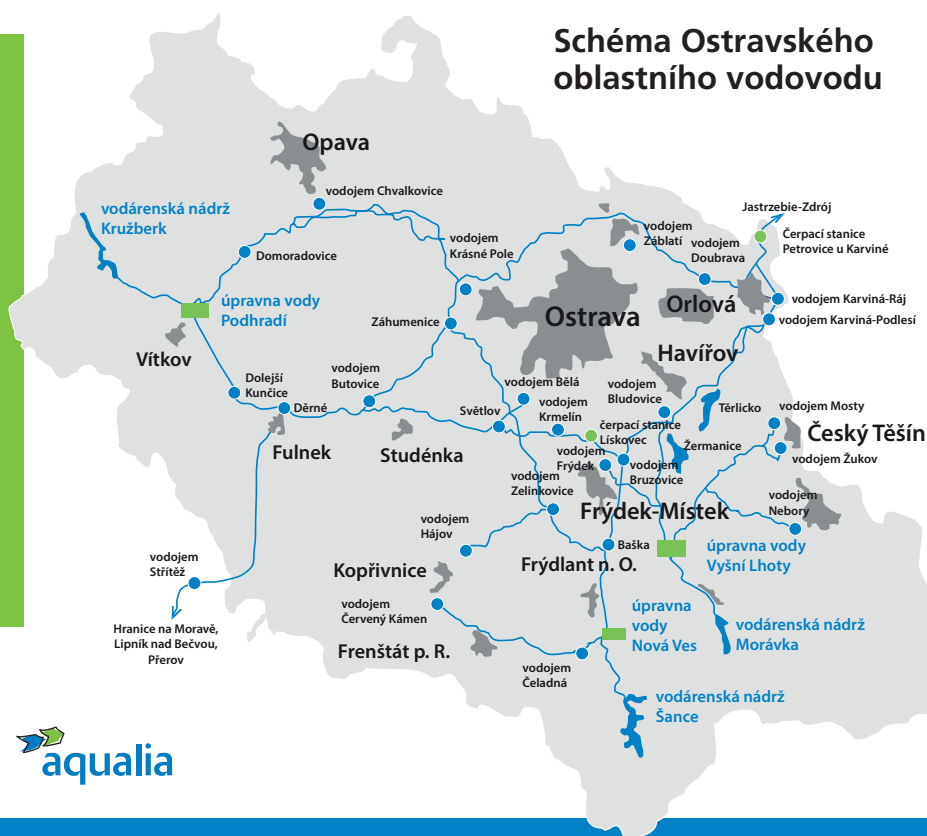 Schéma Ostravského
oblastního vodovodu
Opava
vodojem Chvalkovice
vodárenská nádrž
Kružberk
Jastrzebie-Zdrój
vodojem
Krásné Pole
vodojem
Záblatí
vodojem
Doubrava
Čerpací stanice
Petrovice u Karviné
Domoradovice
úpravna vody
Podhradí
Záhumenice
Ostrava
Orlová
vodojem Karviná-Ráj
vodojem Karviná-Podlesí
Vítkov
Havířov
Dolejší
Kunčice
Děrné
vodojem
Butovice
vodojem Bělá
vodojem
Bludovice
Světlov
vodojem
Krmelín
Těrlicko
vodojem Mosty
čerpací stanice
Lískovec
Žermanice
Český Těšín
Fulnek
Studénka
vodojem
Frýdek
vodojem
Bruzovice
vodojem Žukov
vodojem
Zelinkovice
Frýdek-Místek
vodojem
Nebory
vodojem
Hájov
Baška
úpravna vody
Vyšní Lhoty
vodojem
Střítěž
Kopřivnice
Frýdlant n. O.
vodojem
Červený Kámen
úpravna
vody
Nová Ves
vodárenská nádrž
Morávka
Hranice na Moravě,
Lipník nad Bečvou,
Přerov
Frenštát p. R.
vodojem
Čeladná
vodárenská nádrž
Šance
aqualia